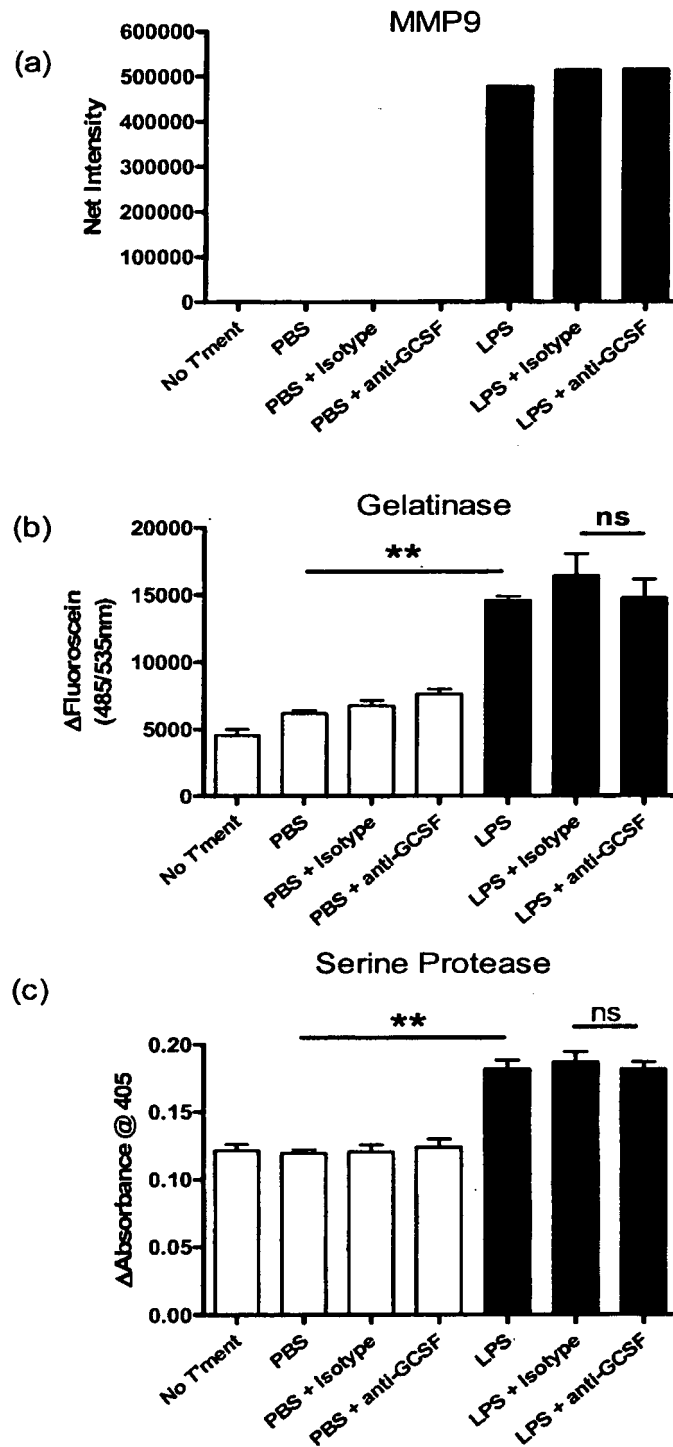 MMP9
(a)
600000
500000
400000
300000
200000
100000
0
Net Intensity
No T'ment
PBS
PBS + Isotype
PBS + anti-GCSF
LPS
LPS + Isotype
LPS + anti-GCSF
(b)
Gelatinase
ns
**
20000
15000
10000
5000
0
ΔFluoroscein
(485/535nm)
No T'ment
PBS
PBS + Isotype
PBS + anti-GCSF
LPS
LPS + Isotype
LPS + anti-GCSF
Serine Protease
(c)
ns
**
0.20
0.15
0.10
0.05
0.00
ΔAbsorbance @ 405
No T'ment
PBS
PBS + Isotype
PBS + anti-GCSF
LPS
LPS + Isotype
LPS + anti-GCSF